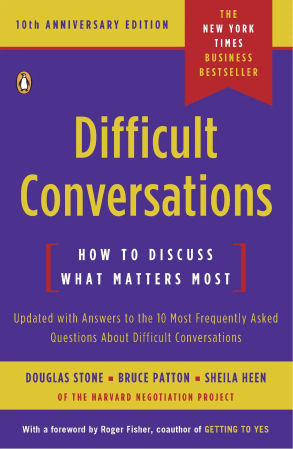 10th ANNIVERSARY EDITION
THE
NEW YORK
TIMES
BUSINESS
BESTSELLER
Difficult
Conversations
[ HOW TO DISCUSS
WHAT MATTERS MOST ]
Updated with Answers to the 10 Most Frequently Asked
Questions About Difficult Conversations
DOUGLAS STONE ▪ BRUCE PATTON ▪ SHEILA HEEN
OF THE HARVARD NEGOTIATION PROJECT
With a foreword by Roger Fisher, coauthor of GETTING TO YES